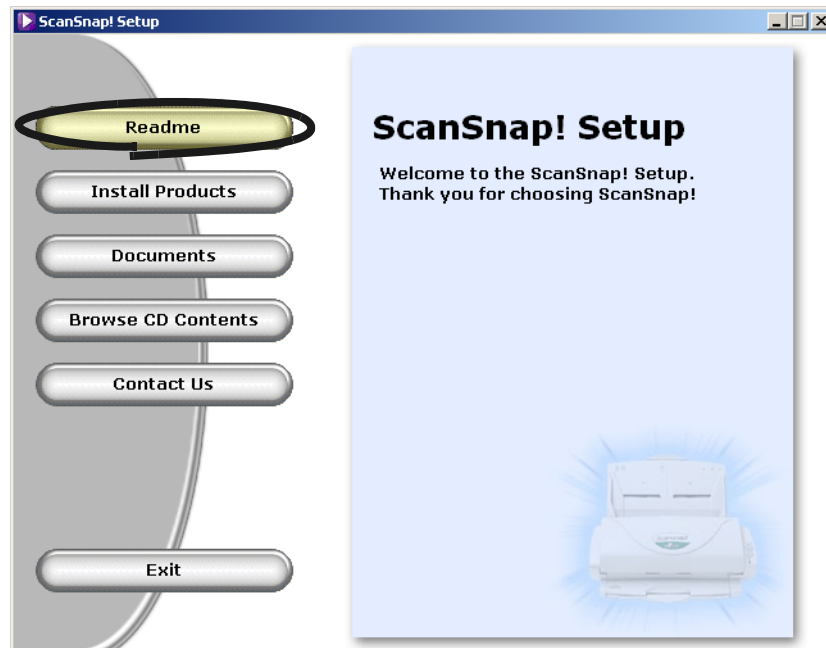 ScanSnap! Setup
Readme
Install Products
Documents
Browse CD Contents
Contact Us
Exit
ScanSnap! Setup
Welcome to the ScanSnap! Setup.
Thank you for choosing ScanSnap!